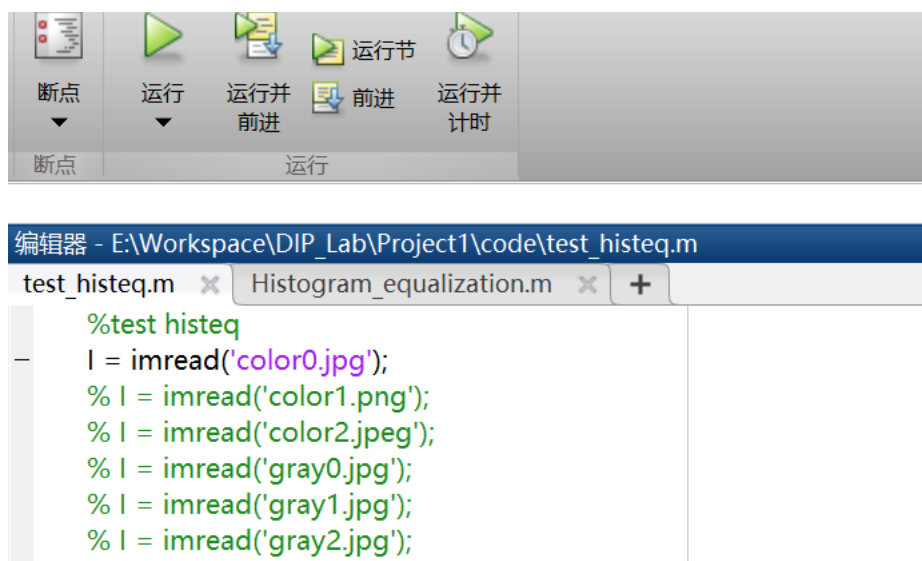 断点
运行
运行并
前进
运行节
前进
运行并
计时
断点
运行
编辑器 - E:\Workspace\DIP_Lab\Project1\code\test_histeq.m
test_histeq.m × Histogram_equalization.m × +
%test histeq
I = imread('color0.jpg');
% I = imread('color1.png');
% I = imread('color2.jpeg');
% I = imread('gray0.jpg');
% I = imread('gray1.jpg');
% I = imread('gray2.jpg');